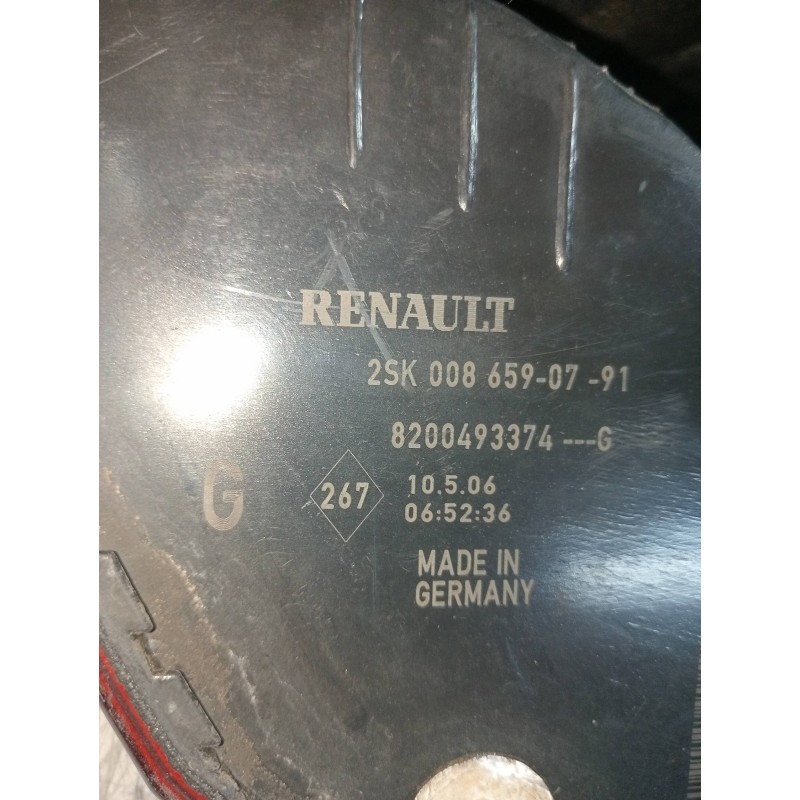 RENAULT
2SK 008 659-07 -91
8200493374 ---G
G
267
10.5.06
06:52:36
MADE IN
GERMANY